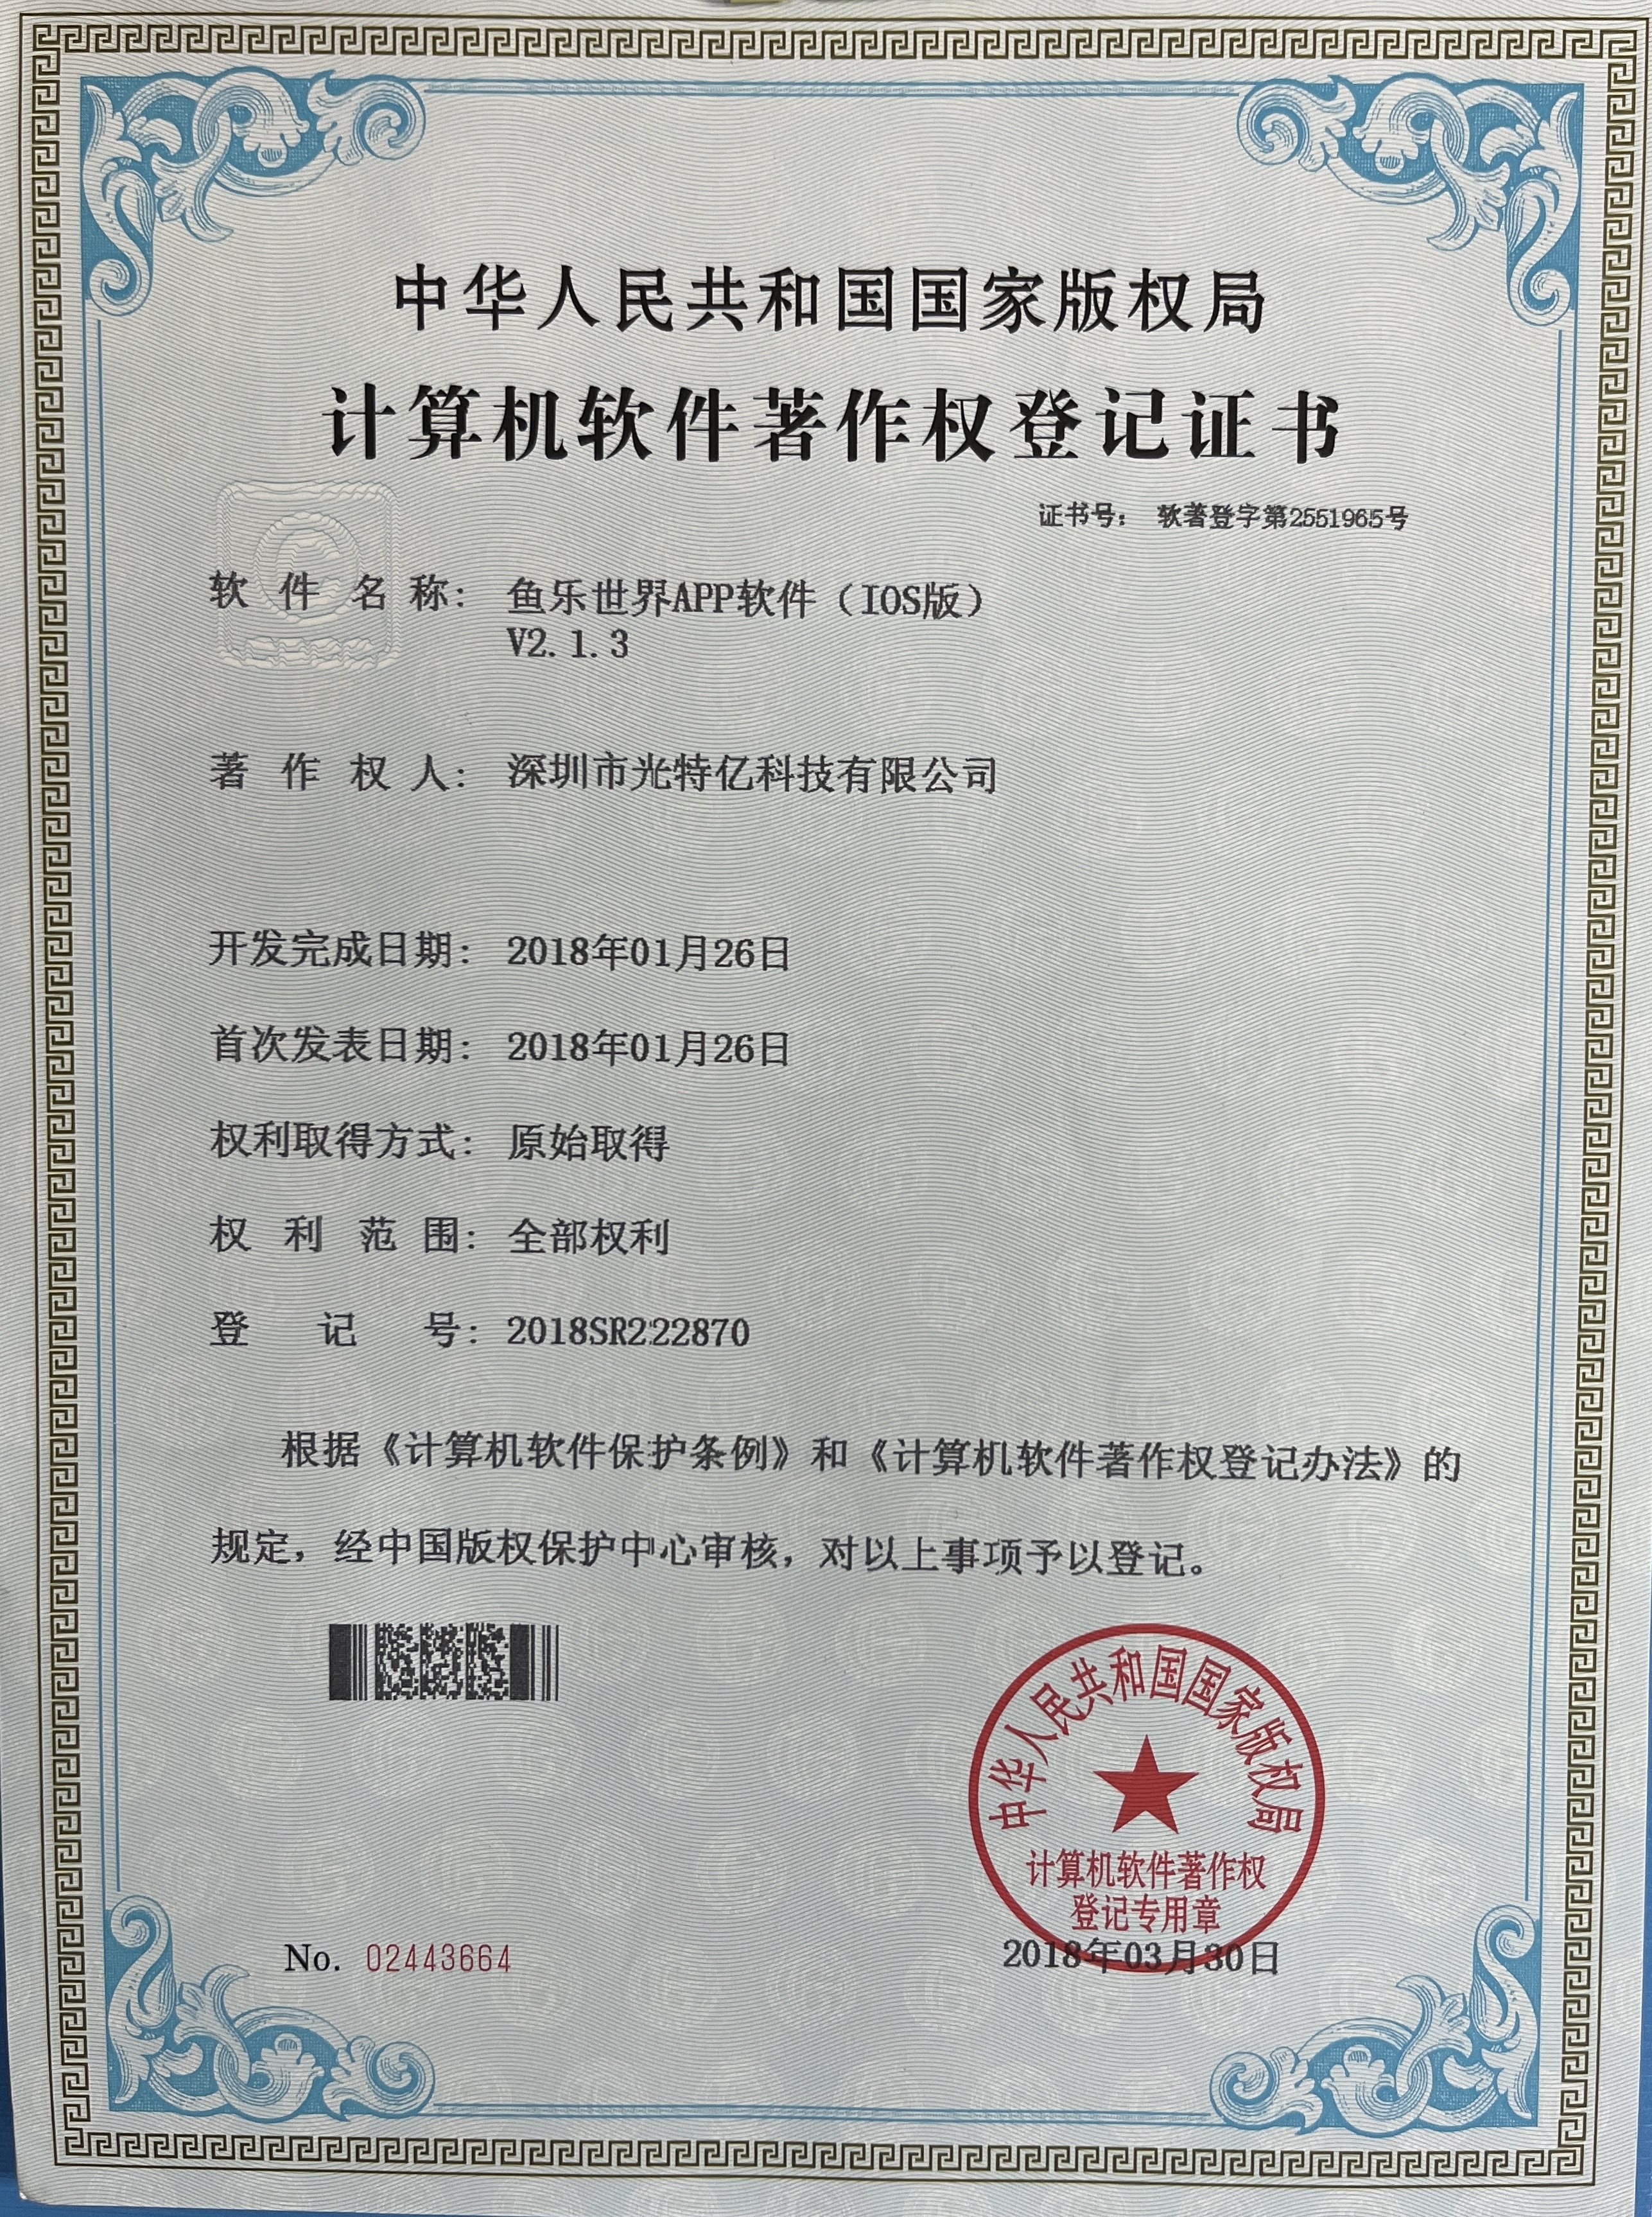 中华人民共和国国家版权局
计算机软件著作权登记证书
证书号： 软著登字第2551965号
软件名称： 鱼乐世界APP软件（IOS版）
V2.1.3
著作权人： 深圳市光特亿科技有限公司
开发完成日期： 2018年01月26日
首次发表日期： 2018年01月26日
权利取得方式： 原始取得
权利范围： 全部权利
登记号： 2018SR222870
根据《计算机软件保护条例》和《计算机软件著作权登记办法》的
规定，经中国版权保护中心审核，对以上事项予以登记。
中华人民共和国国家版权局
计算机软件著作权
登记专用章
No. 02443664
2018年03月30日